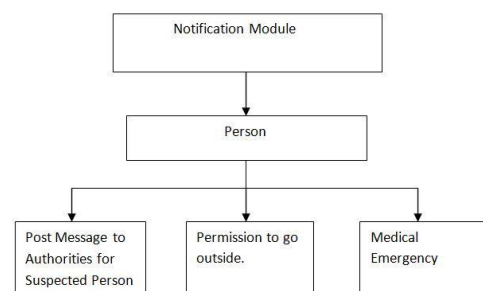 Notification Module
Person
Post Message to
Authorities for
Suspected Person
Permission to go
outside.
Medical
Emergency